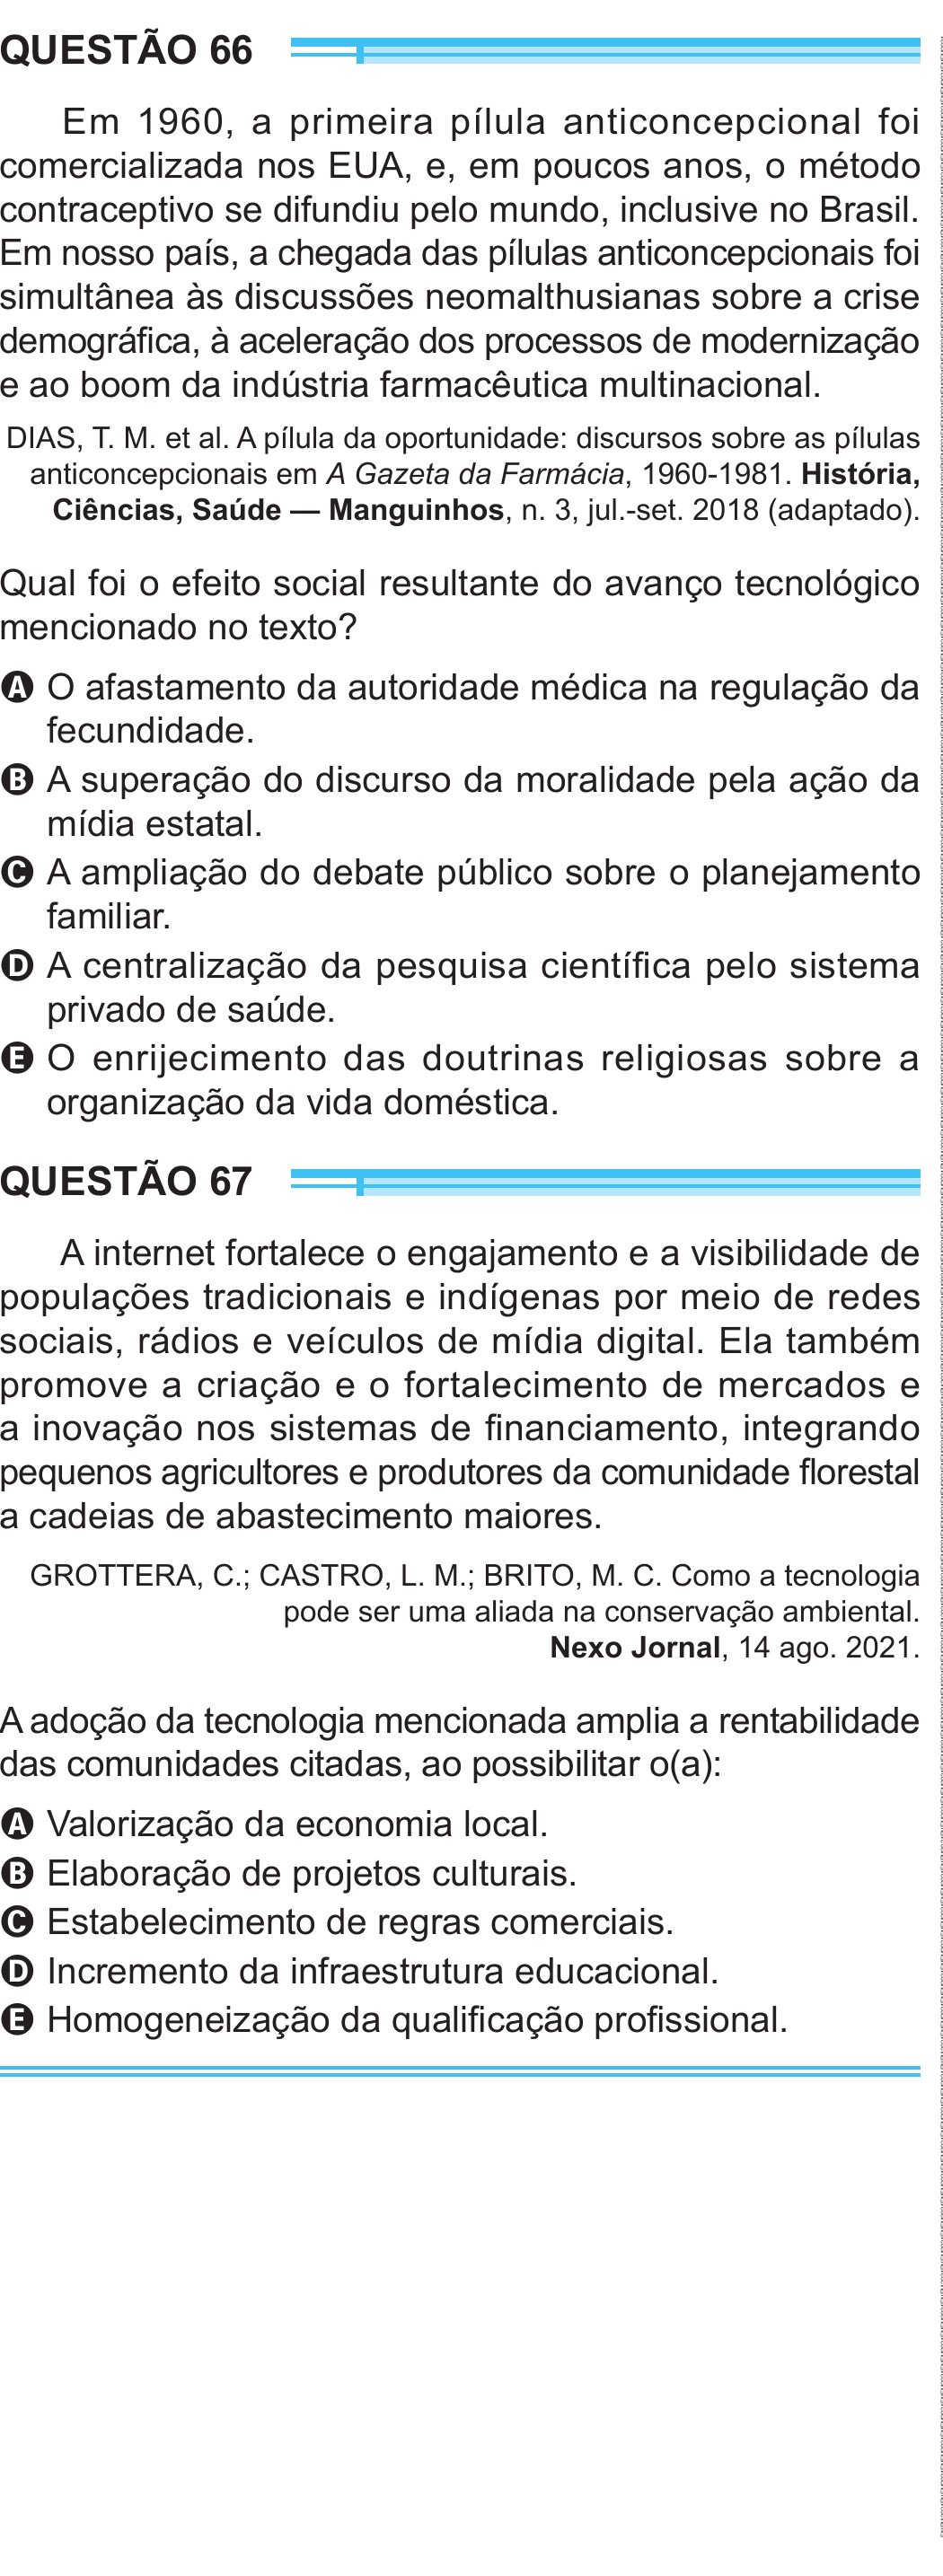 QUESTÃO 66
Em 1960, a primeira pílula anticoncepcional foi
comercializada nos EUA, e, em poucos anos, o método
contraceptivo se difundiu pelo mundo, inclusive no Brasil.
Em nosso país, a chegada das pílulas anticoncepcionais foi
simultânea às discussões neomalthusianas sobre a crise
demográfica, à aceleração dos processos de modernização
e ao boom da indústria farmacêutica multinacional.
DIAS, T. M. et al. A pílula da oportunidade: discursos sobre as pílulas
anticoncepcionais em A Gazeta da Farmácia, 1960-1981. História,
Ciências, Saúde — Manguinhos, n. 3, jul.-set. 2018 (adaptado).
Qual foi o efeito social resultante do avanço tecnológico
mencionado no texto?
A O afastamento da autoridade médica na regulação da
fecundidade.
B A superação do discurso da moralidade pela ação da
mídia estatal.
C A ampliação do debate público sobre o planejamento
familiar.
D A centralização da pesquisa científica pelo sistema
privado de saúde.
E O enrijecimento das doutrinas religiosas sobre a
organização da vida doméstica.
QUESTÃO 67
A internet fortalece o engajamento e a visibilidade de
populações tradicionais e indígenas por meio de redes
sociais, rádios e veículos de mídia digital. Ela também
promove a criação e o fortalecimento de mercados e
a inovação nos sistemas de financiamento, integrando
pequenos agricultores e produtores da comunidade florestal
a cadeias de abastecimento maiores.
GROTTERA, C.; CASTRO, L. M.; BRITO, M. C. Como a tecnologia
pode ser uma aliada na conservação ambiental.
Nexo Jornal, 14 ago. 2021.
A adoção da tecnologia mencionada amplia a rentabilidade
das comunidades citadas, ao possibilitar o(a):
A Valorização da economia local.
B Elaboração de projetos culturais.
C Estabelecimento de regras comerciais.
D Incremento da infraestrutura educacional.
E Homogeneização da qualificação profissional.